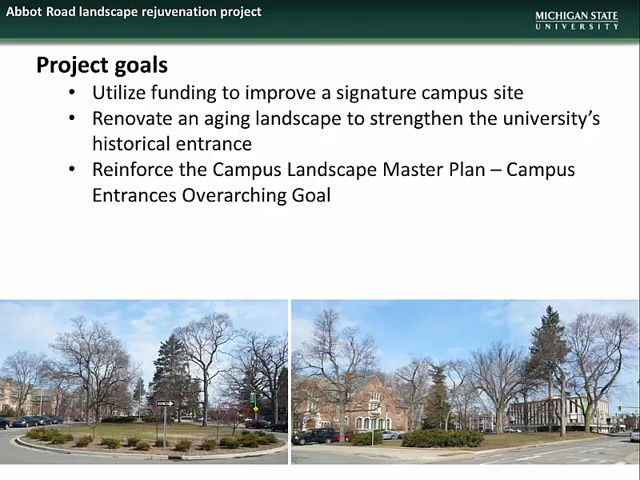 Abbot Road landscape rejuvenation project
MICHIGAN STATE
UNIVERSITY
Project goals
• Utilize funding to improve a signature campus site
• Renovate an aging landscape to strengthen the university’s
historical entrance
• Reinforce the Campus Landscape Master Plan – Campus
Entrances Overarching Goal